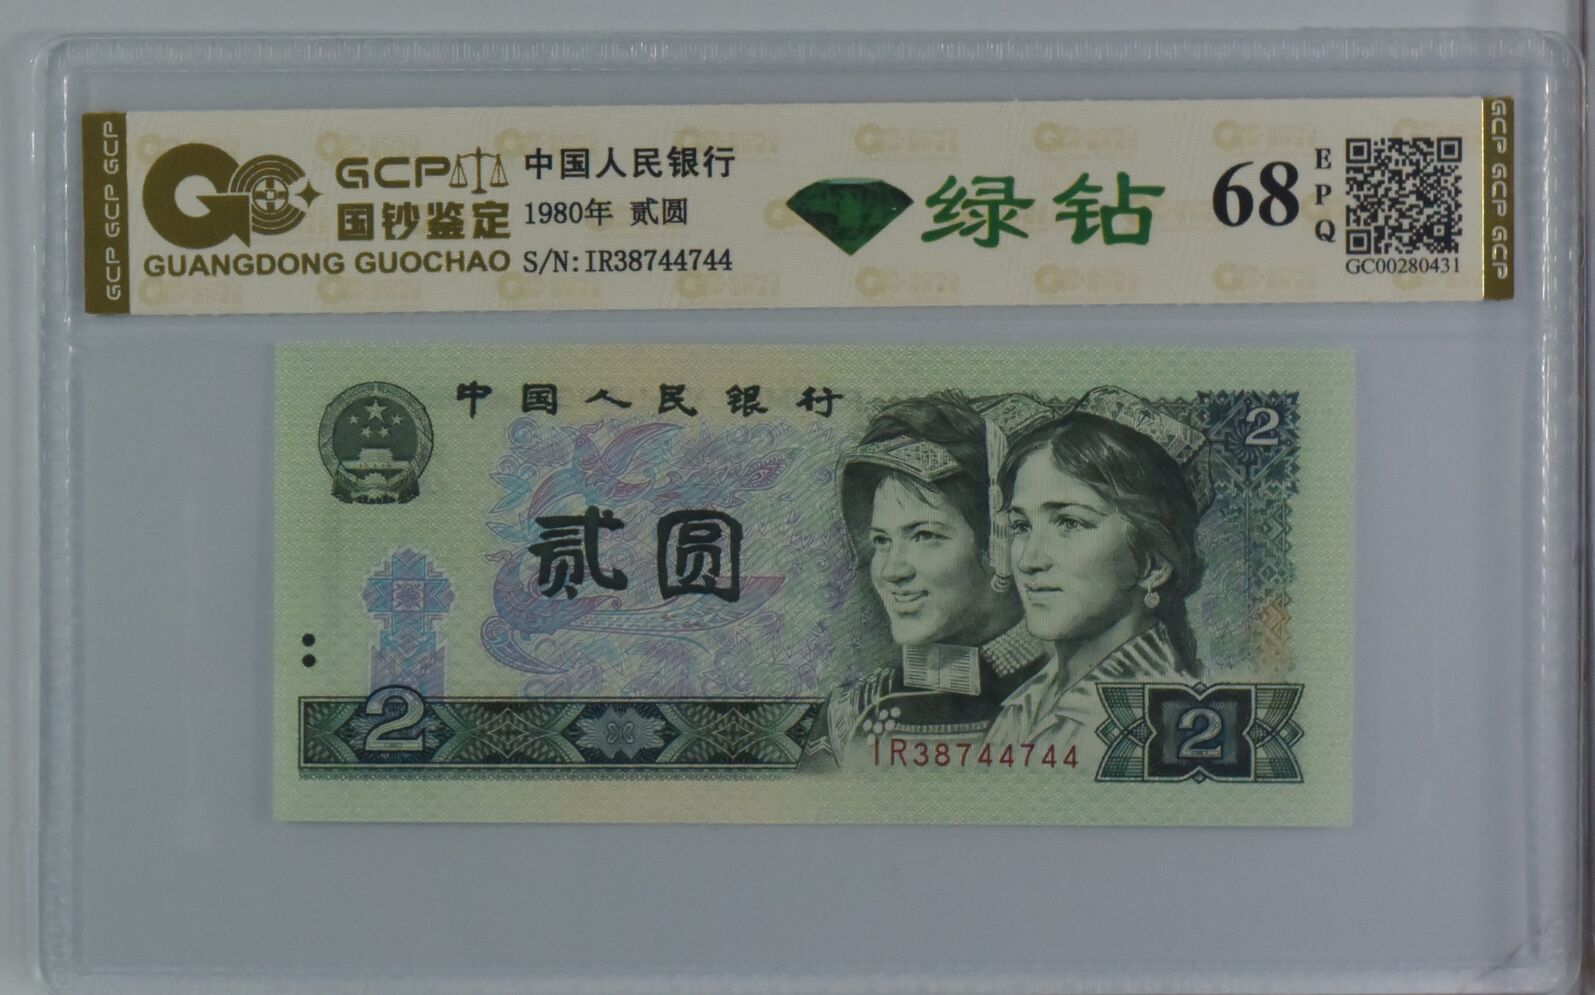 GCP
国钞鉴定
GUANGDONG GUOCHAO
中国人民银行
1980年 贰圆
S/N:IR38744744
绿钻
68
EPQ
GC00280431
GCP GCP GCP
GCP GCP GCP
中国人民银行
2
贰圆
2
IR38744744
2